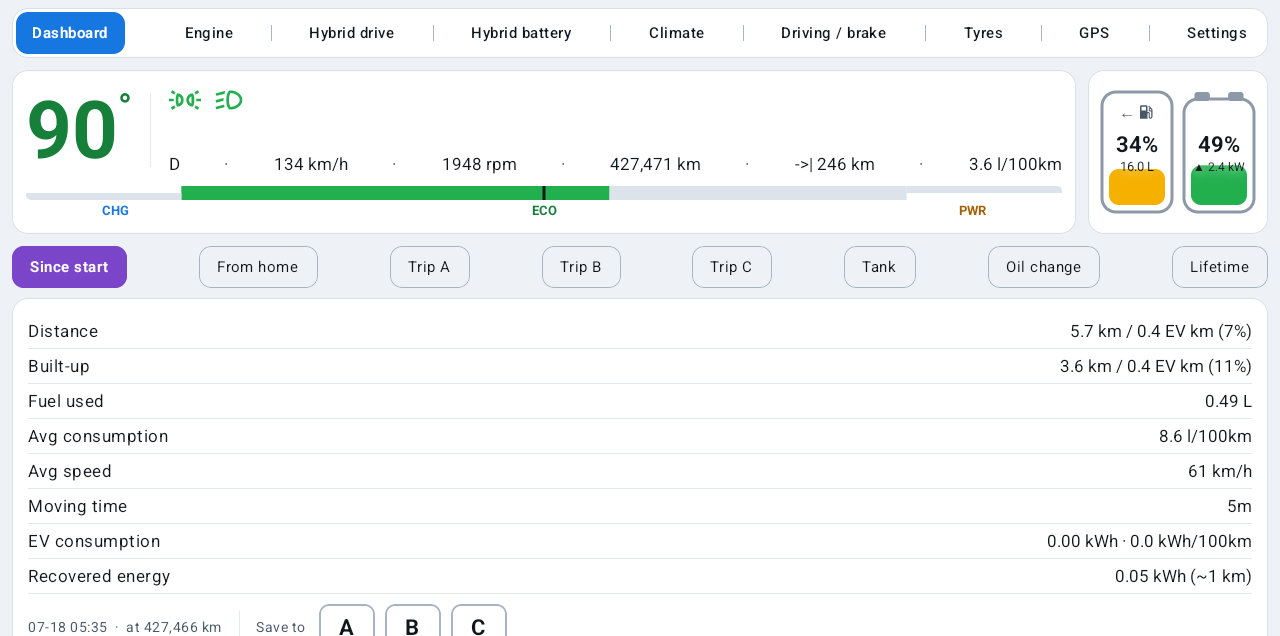 Dashboard Engine Hybrid drive Hybrid battery Climate Driving / brake Tyres GPS Settings
90°
D · 134 km/h · 1948 rpm · 427,471 km · ->| 246 km · 3.6 l/100km
CHG ECO PWR
← 34% 16.0 L
49% ▲ 2.4 kW
Since start From home Trip A Trip B Trip C Tank Oil change Lifetime
Distance 5.7 km / 0.4 EV km (7%)
Built-up 3.6 km / 0.4 EV km (11%)
Fuel used 0.49 L
Avg consumption 8.6 l/100km
Avg speed 61 km/h
Moving time 5m
EV consumption 0.00 kWh · 0.0 kWh/100km
Recovered energy 0.05 kWh (~1 km)
07-18 05:35 · at 427,466 km Save to A B C